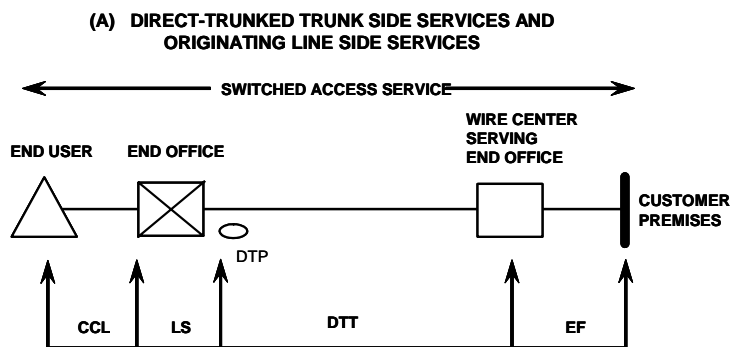 (A) DIRECT-TRUNKED TRUNK SIDE SERVICES AND
ORIGINATING LINE SIDE SERVICES
SWITCHED ACCESS SERVICE
END USER
END OFFICE
WIRE CENTER
SERVING
END OFFICE
CUSTOMER
PREMISES
DTP
CCL
LS
DTT
EF